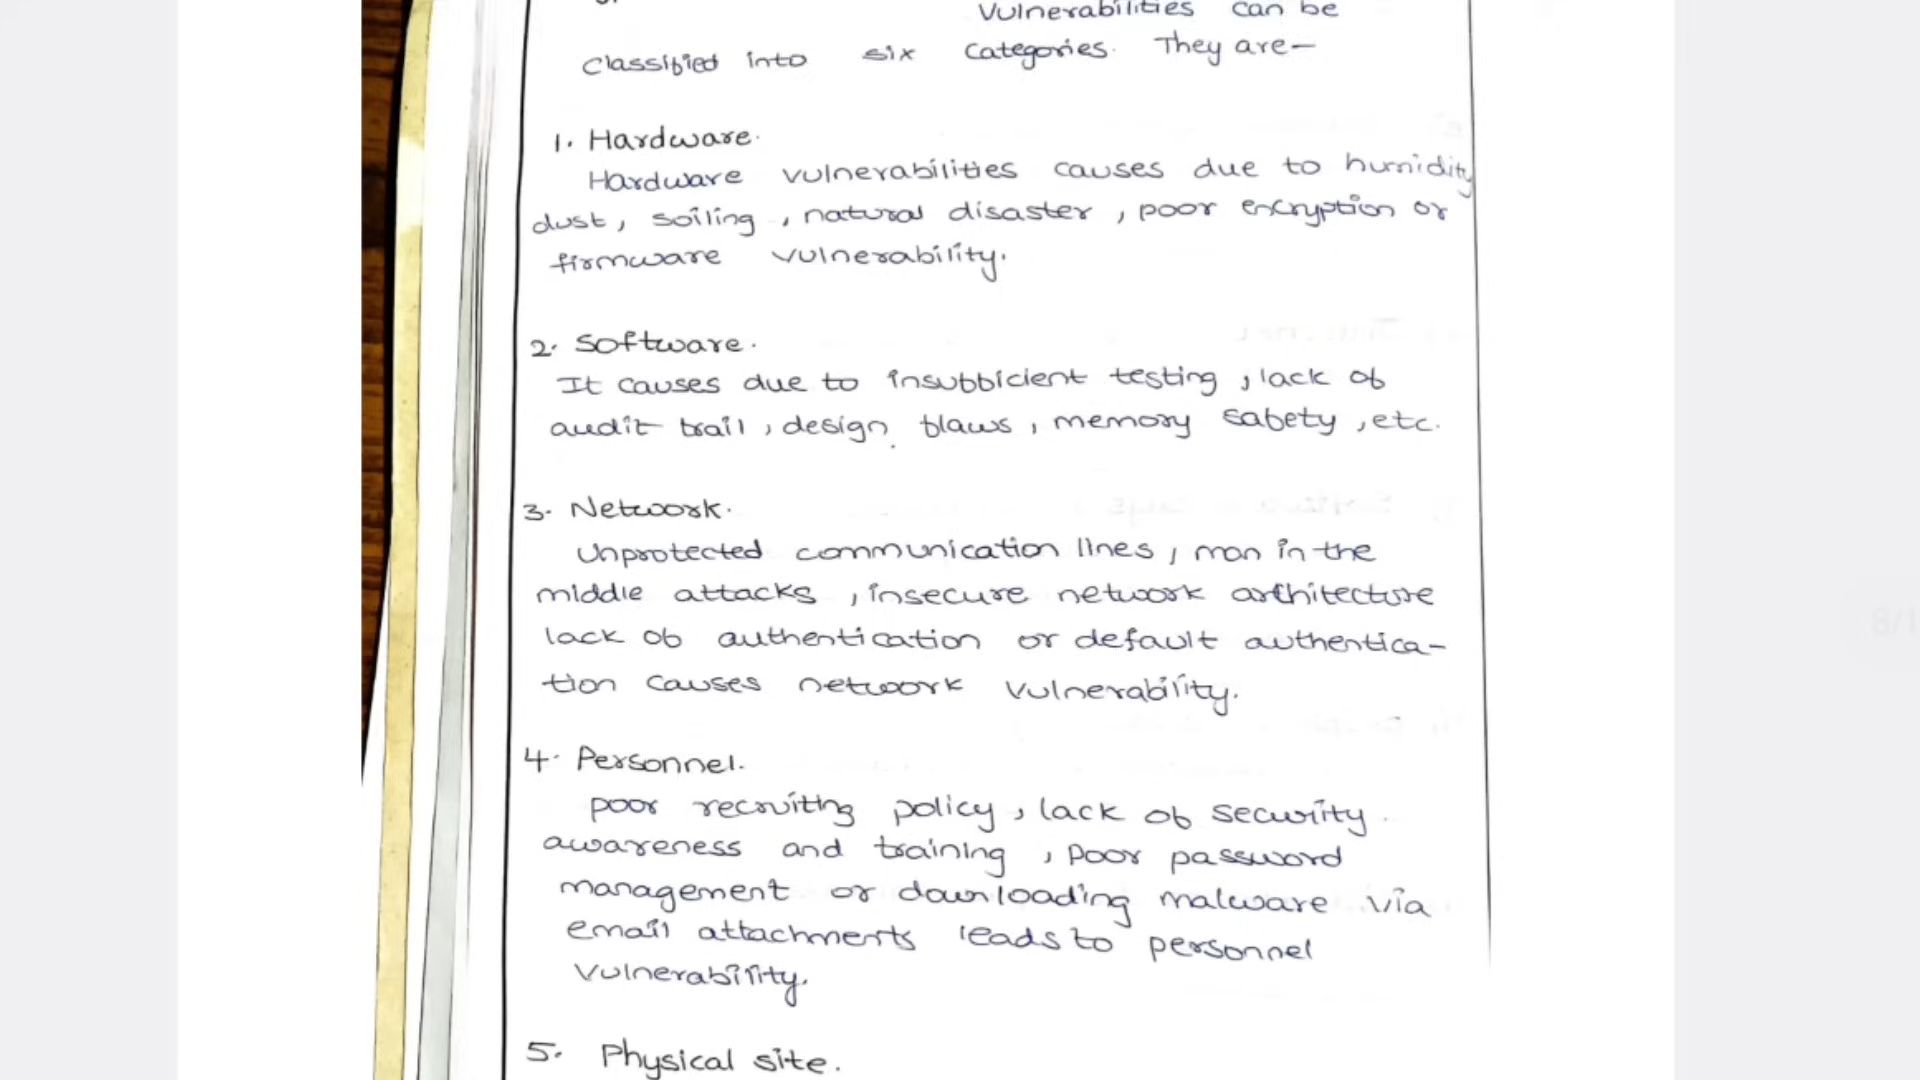 Vulnerabilities can be
classified into six categories. They are-
1. Hardware.
Hardware vulnerabilities causes due to humidity
dust, soiling, natural disaster, poor encryption or
firmware vulnerability.
2. Software.
It causes due to insufficient testing, lack of
audit trail, design flaws, memory safety, etc.
3. Network.
Unprotected communication lines, man in the
middle attacks, insecure network architecture
lack of authentication or default authentica-
tion causes network vulnerability.
4. Personnel.
poor recruiting policy, lack of security
awareness and training, poor password
management or downloading malware via
email attachments leads to personnel
vulnerability.
5. Physical site.